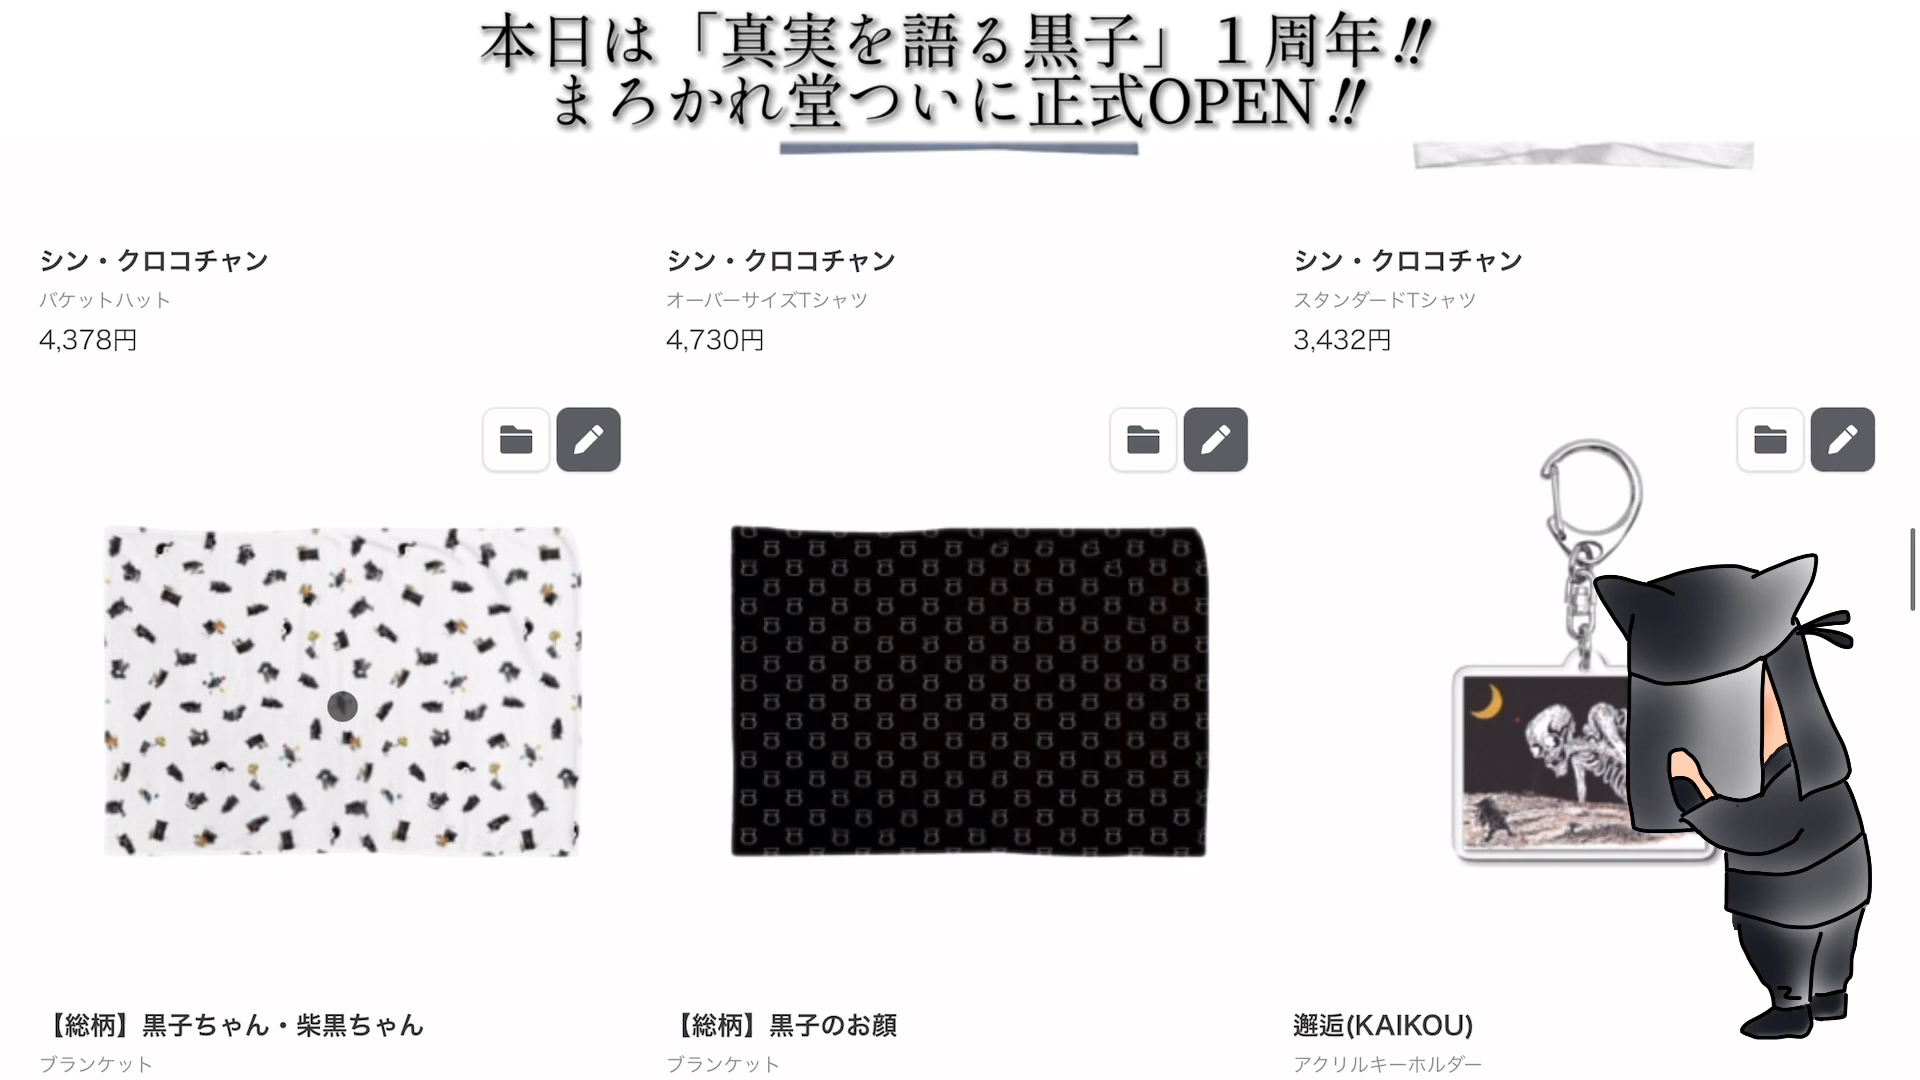 本日は「真実を語る黒子」１周年!!
まろかれ堂ついに正式OPEN!!
シン・クロコチャン
バケットハット
4,378円
シン・クロコチャン
オーバーサイズTシャツ
4,730円
シン・クロコチャン
スタンダードTシャツ
3,432円
【総柄】黒子ちゃん・柴黒ちゃん
ブランケット
【総柄】黒子のお顔
ブランケット
邂逅(KAIKOU)
アクリルキーホルダー